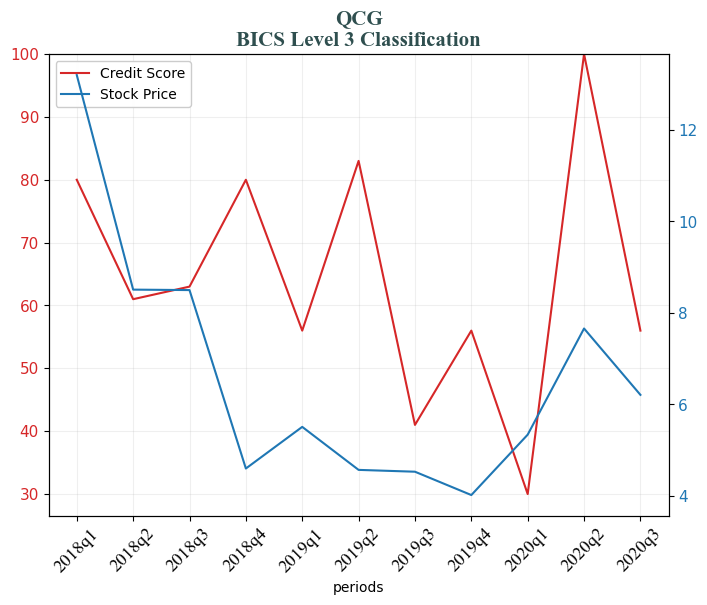 QCG
BICS Level 3 Classification
Credit Score
Stock Price
100
90
80
70
60
50
40
30
12
10
8
6
4
2018q1
2018q2
2018q3
2018q4
2019q1
2019q2
2019q3
2019q4
2020q1
2020q2
2020q3
periods